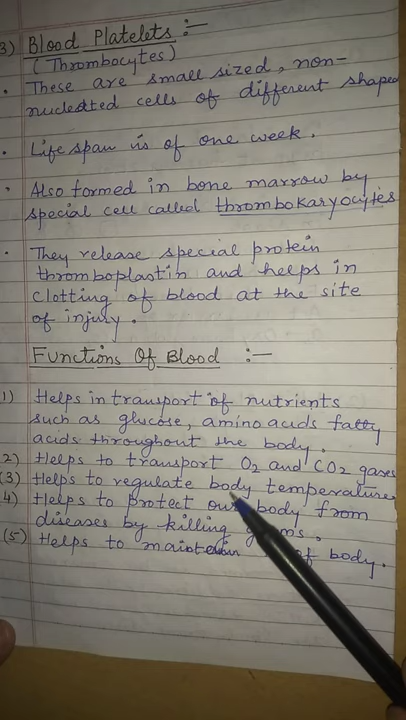 3) Blood Platelets :-
(Thrombocytes)
• These are small sized, non-
nucleated cells of different shaped
• Life span is of one week.
• Also formed in bone marrow by
special cell called thrombokaryocytes
• They release special protein
thromboplastin and helps in
clotting of blood at the site
of injury.
Functions Of Blood :-
1) Helps in transport of nutrients
such as glucose, amino acids fatty
acids throughout the body.
2) Helps to transport O2 and CO2 gases
(3) Helps to regulate body temperature
4) Helps to protect our body from
diseases by killing germs.
(5) Helps to maintain of body.